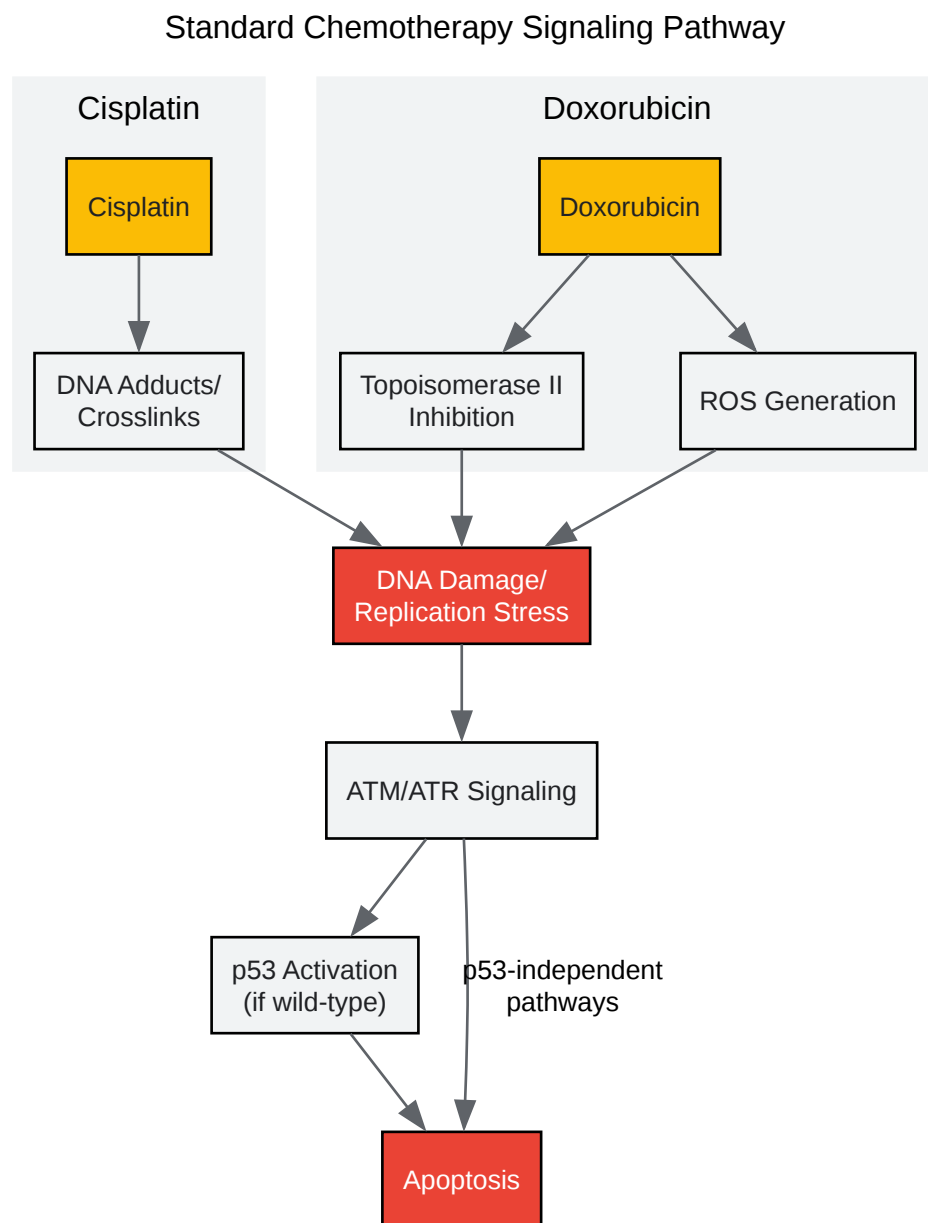 Standard Chemotherapy Signaling Pathway
Cisplatin
Doxorubicin
Cisplatin
Doxorubicin
DNA Adducts/
Crosslinks
Topoisomerase II
Inhibition
ROS Generation
DNA Damage/
Replication Stress
ATM/ATR Signaling
p53 Activation
(if wild-type)
p53-independent
pathways
Apoptosis